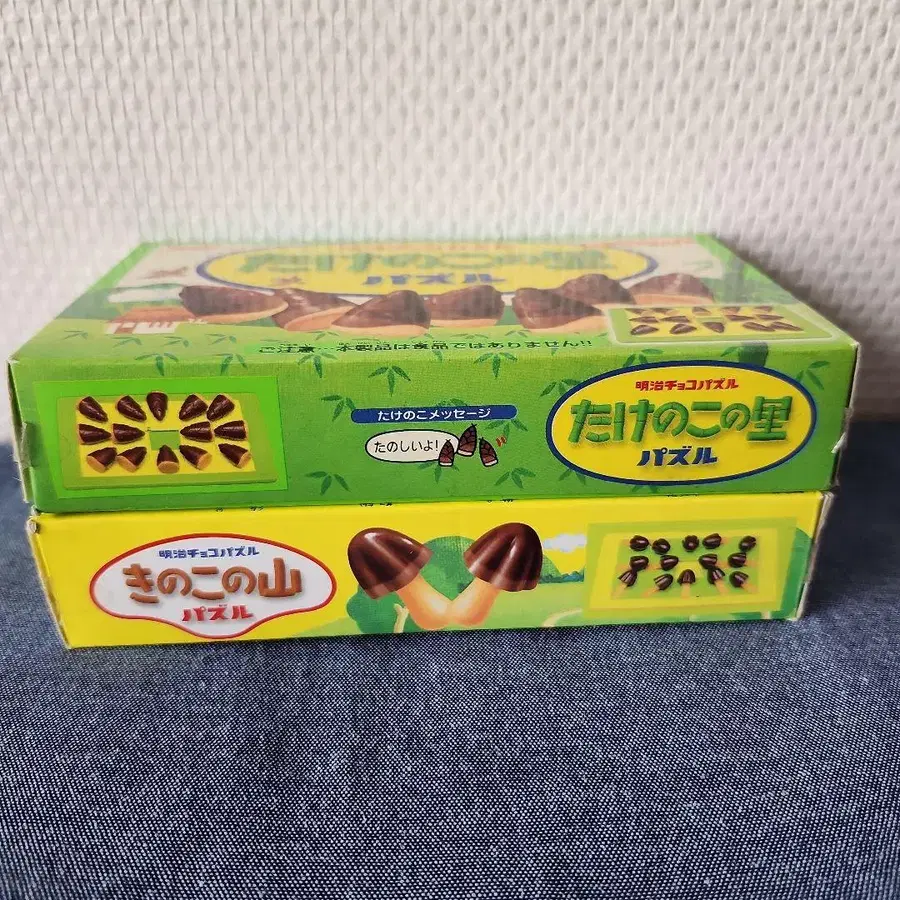 たけのこの里
パズル
ご注意…本製品は食品ではありません!!
明治チョコパズル
たけのこの里
パズル
たけのこメッセージ
たのしいよ!
明治チョコパズル
きのこの山
パズル